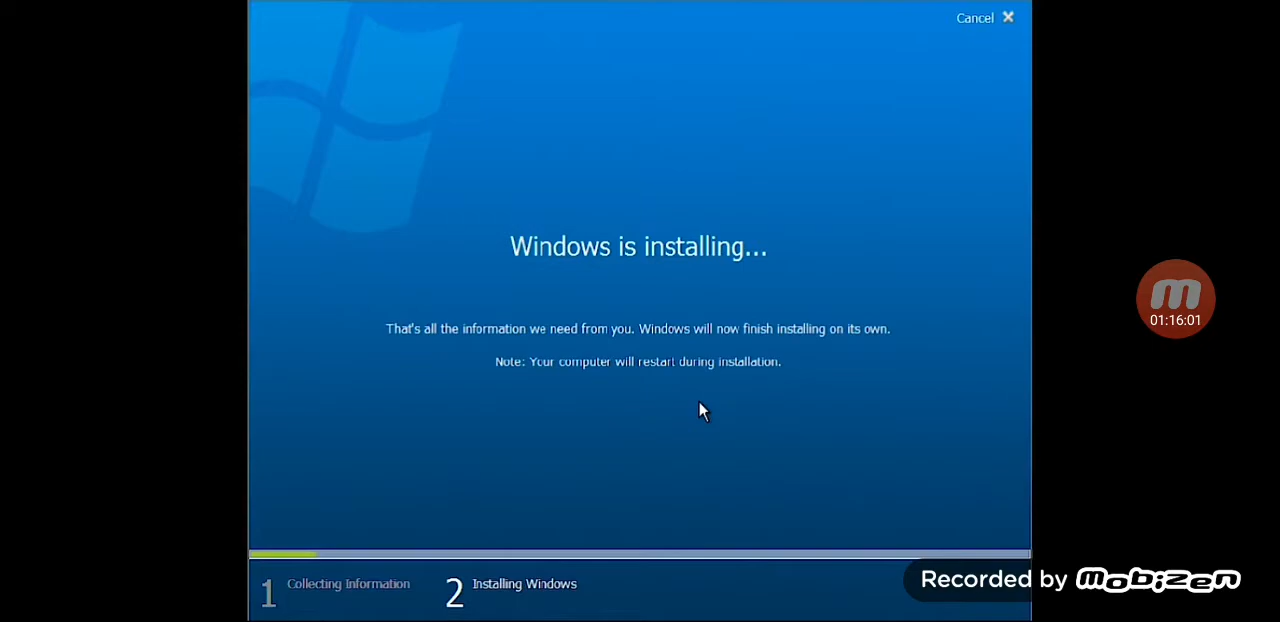 Cancel
Windows is installing...
That's all the information we need from you. Windows will now finish installing on its own.
Note: Your computer will restart during installation.
01:16:01
1 Collecting Information 2 Installing Windows
Recorded by mobizen